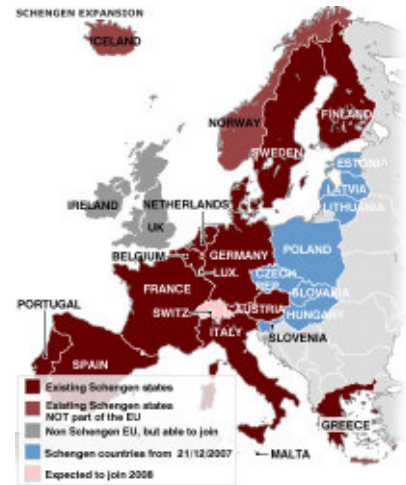 SCHENGEN EXPANSION
ICELAND
NORWAY
FINLAND
SWEDEN
ESTONIA
LATVIA
LITHUANIA
IRELAND
UK
NETHERLANDS
BELGIUM
GERMANY
POLAND
LUX.
CZECH
REP.
SLOVAKIA
FRANCE
AUSTRIA
HUNGARY
SWITZ
ITALY
SLOVENIA
PORTUGAL
SPAIN
GREECE
MALTA
Existing Schengen states
Existing Schengen states
NOT part of the EU
Non Schengen EU, but able to join
Schengen countries from 21/12/2007
Expected to join 2008